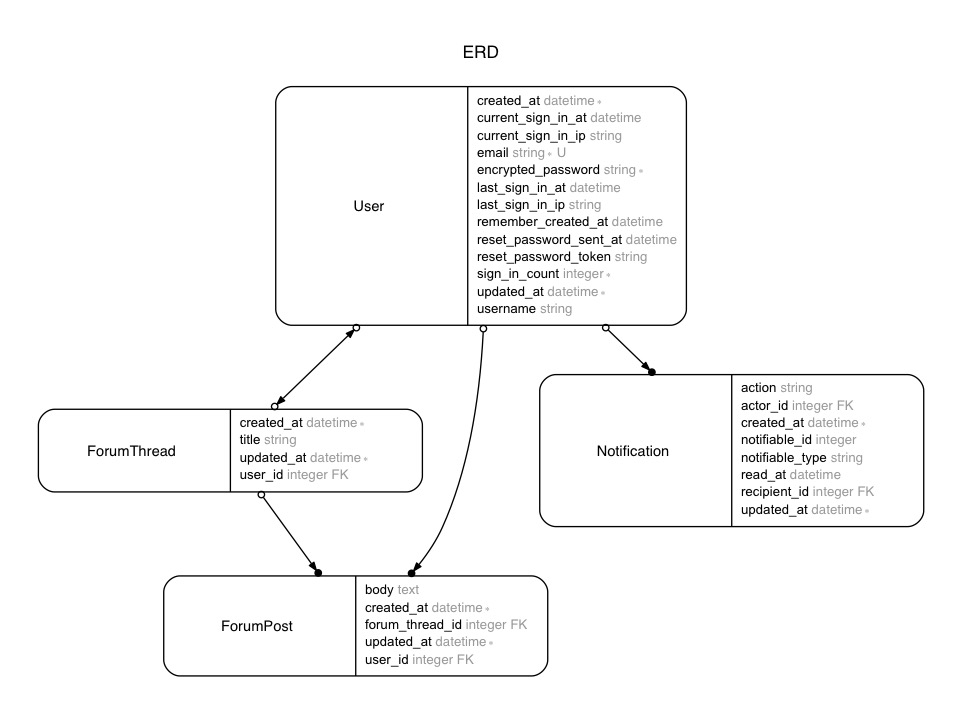 ERD
User
created_at datetime *
current_sign_in_at datetime
current_sign_in_ip string
email string * U
encrypted_password string *
last_sign_in_at datetime
last_sign_in_ip string
remember_created_at datetime
reset_password_sent_at datetime
reset_password_token string
sign_in_count integer *
updated_at datetime *
username string
ForumThread
created_at datetime *
title string
updated_at datetime *
user_id integer FK
Notification
action string
actor_id integer FK
created_at datetime *
notifiable_id integer
notifiable_type string
read_at datetime
recipient_id integer FK
updated_at datetime *
ForumPost
body text
created_at datetime *
forum_thread_id integer FK
updated_at datetime *
user_id integer FK